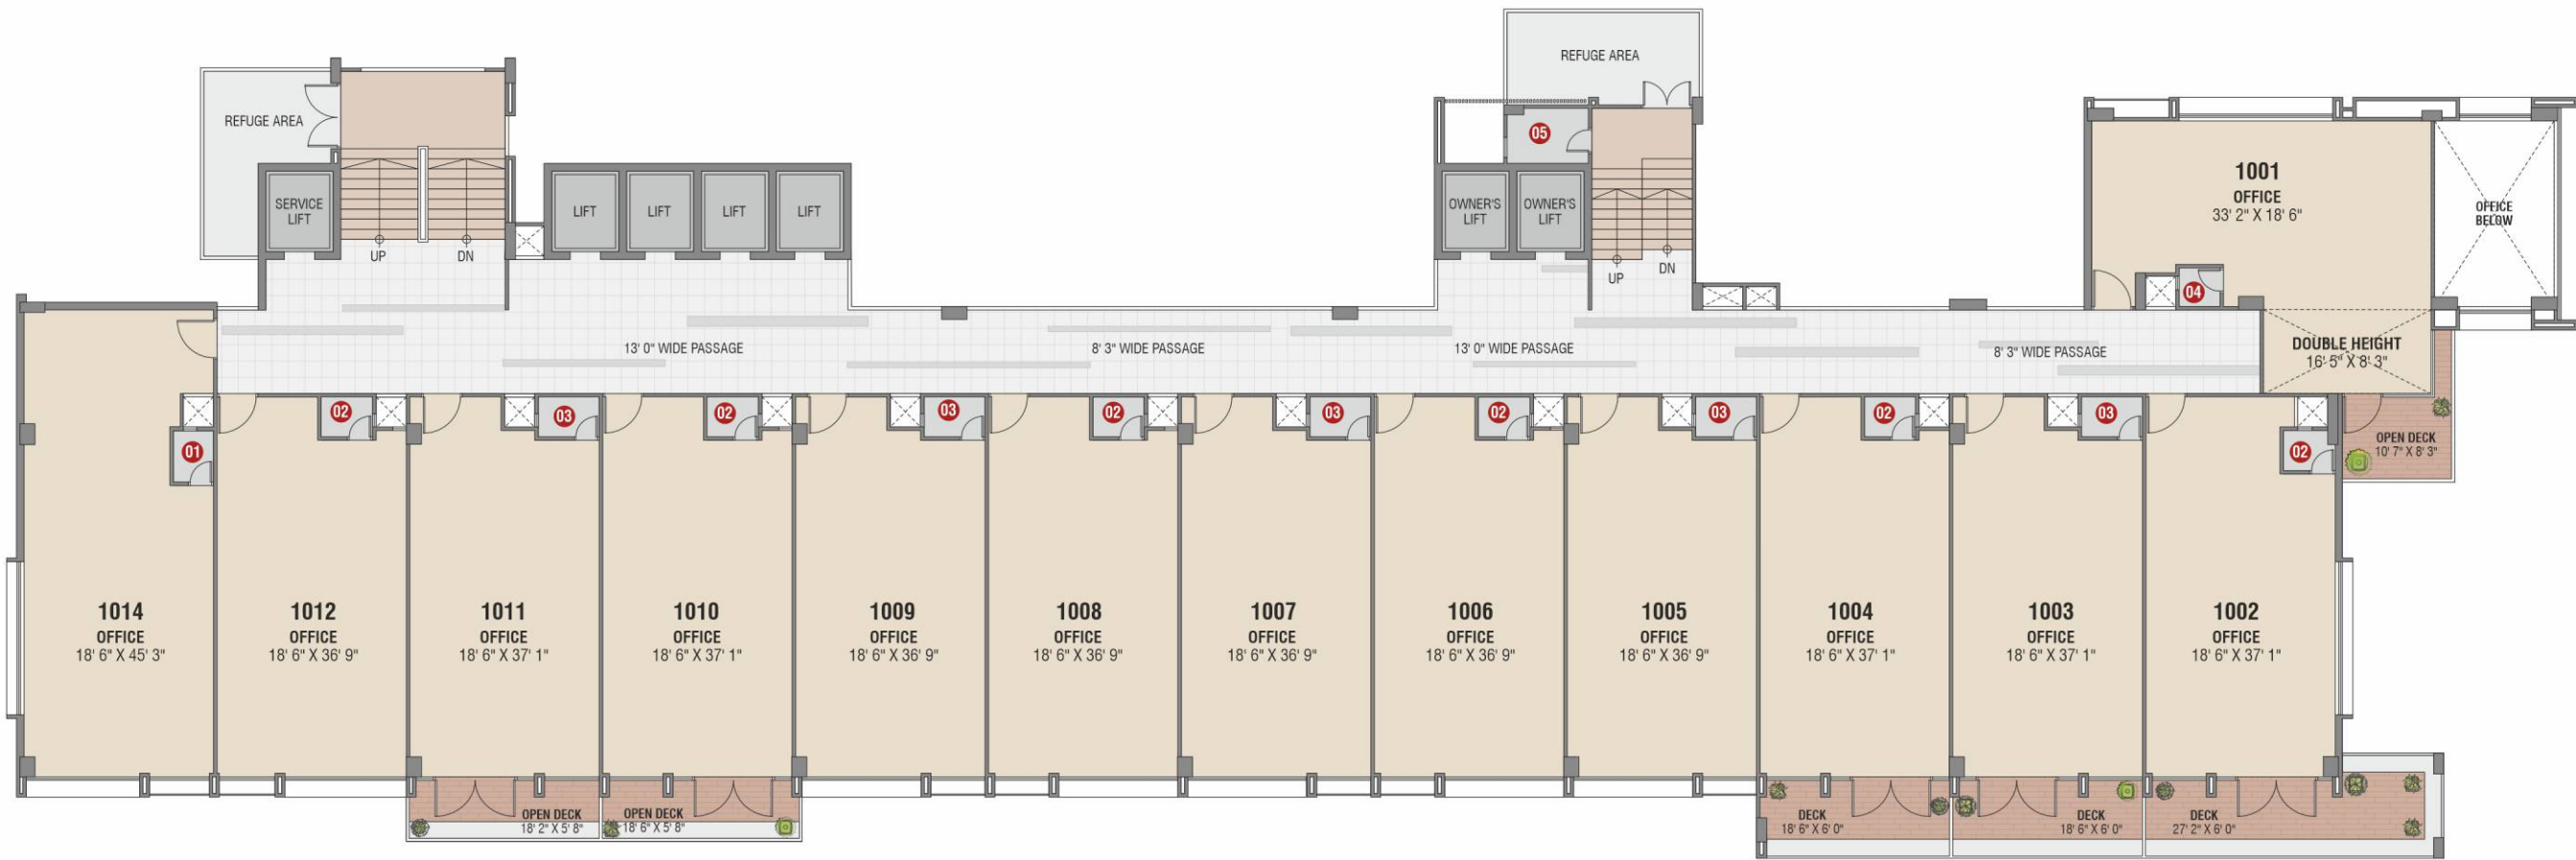 REFUGE AREA
REFUGE AREA
05
SERVICE
LIFT
LIFT
LIFT
LIFT
LIFT
OWNER'S
LIFT
OWNER'S
LIFT
1001
OFFICE
33' 2" X 18' 6"
OFFICE
BELOW
UP
DN
UP
DN
04
13' 0" WIDE PASSAGE
8' 3" WIDE PASSAGE
13' 0" WIDE PASSAGE
8' 3" WIDE PASSAGE
DOUBLE HEIGHT
16' 5" X 8' 3"
01
02
03
02
03
02
03
02
03
02
03
02
OPEN DECK
10' 7" X 8' 3"
1014
OFFICE
18' 6" X 45' 3"
1012
OFFICE
18' 6" X 36' 9"
1011
OFFICE
18' 6" X 37' 1"
1010
OFFICE
18' 6" X 37' 1"
1009
OFFICE
18' 6" X 36' 9"
1008
OFFICE
18' 6" X 36' 9"
1007
OFFICE
18' 6" X 36' 9"
1006
OFFICE
18' 6" X 36' 9"
1005
OFFICE
18' 6" X 36' 9"
1004
OFFICE
18' 6" X 37' 1"
1003
OFFICE
18' 6" X 37' 1"
1002
OFFICE
18' 6" X 37' 1"
OPEN DECK
18' 2" X 5' 8"
OPEN DECK
18' 6" X 5' 8"
DECK
18' 6" X 6' 0"
DECK
18' 6" X 6' 0"
DECK
27' 2" X 6' 0"